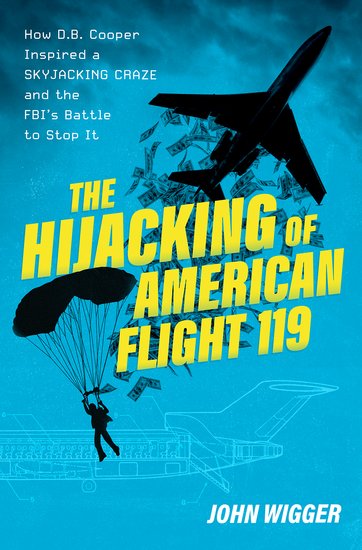 How D.B. Cooper
Inspired a
SKYJACKING CRAZE
and the
FBI's Battle
to Stop It
THE
HIJACKING OF
AMERICAN
FLIGHT 119
JOHN WIGGER